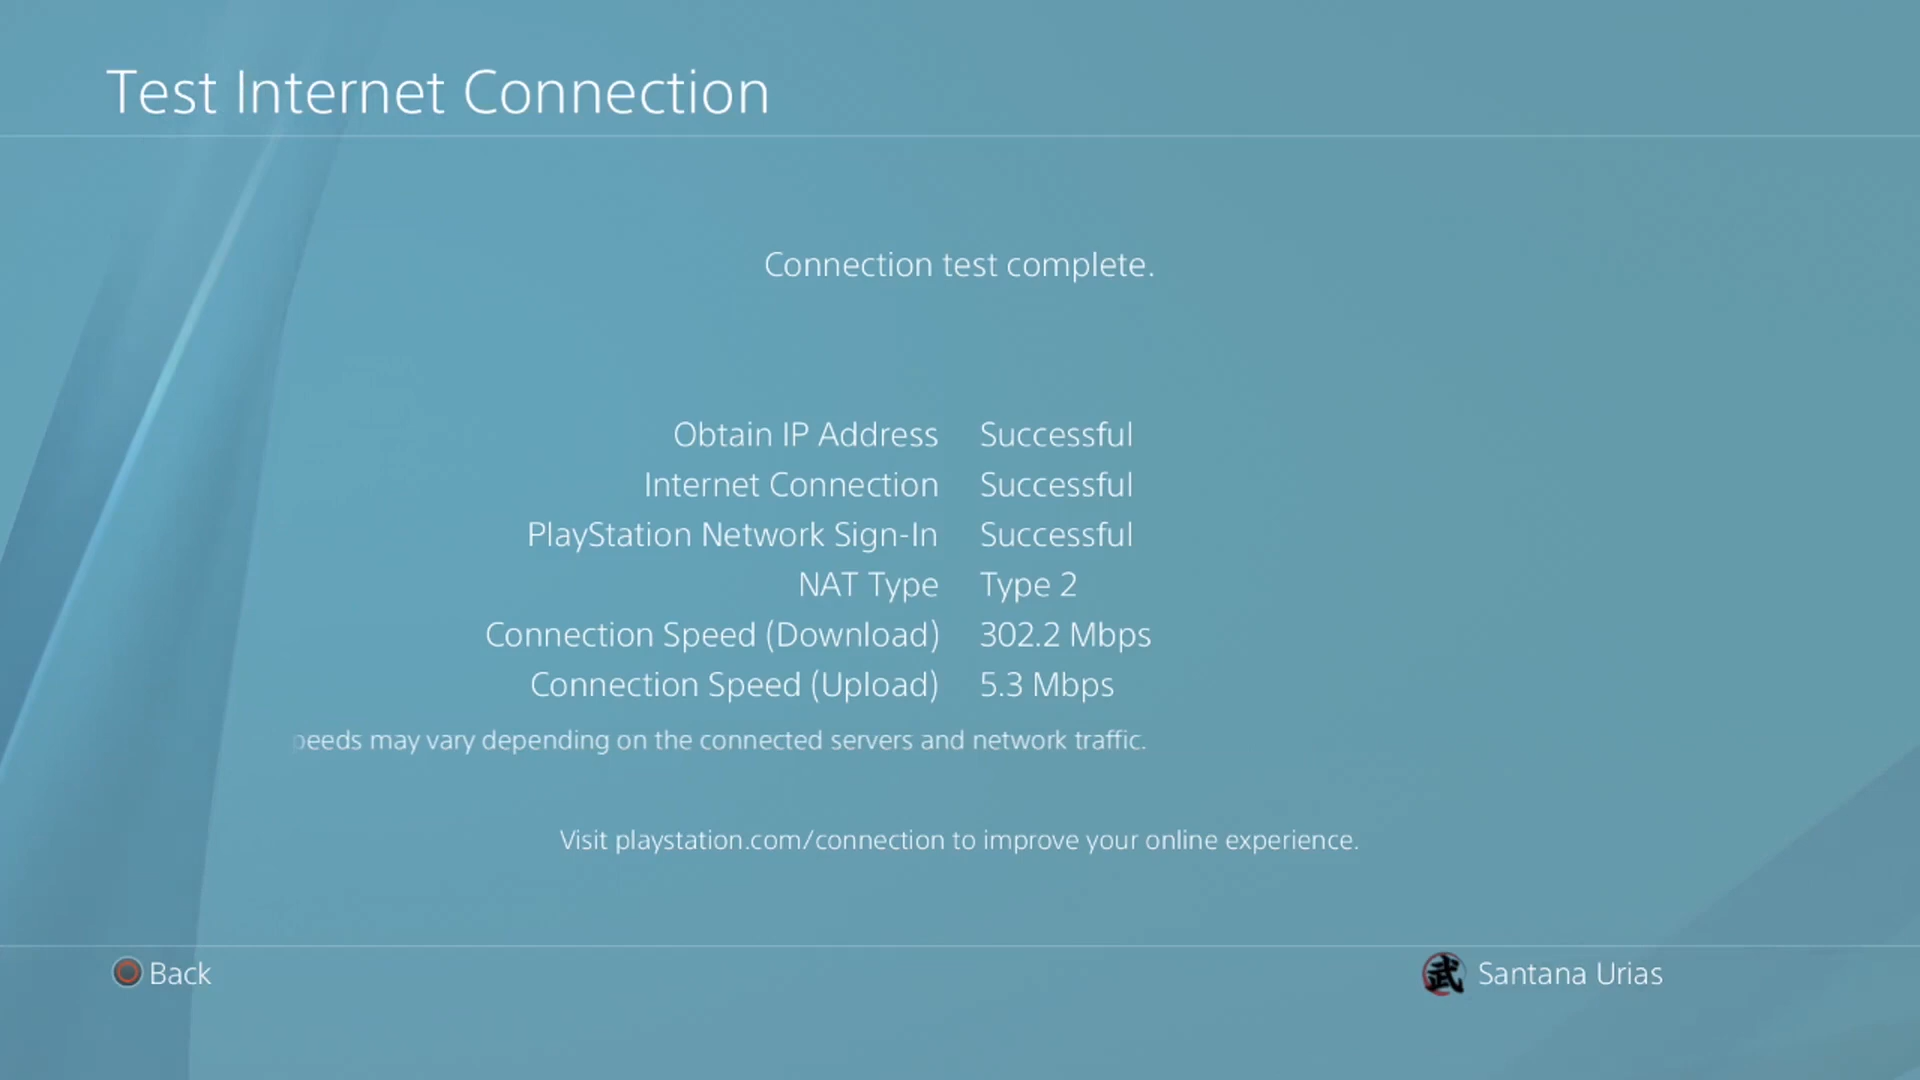 Test Internet Connection
Connection test complete.
Obtain IP Address Successful
Internet Connection Successful
PlayStation Network Sign-In Successful
NAT Type Type 2
Connection Speed (Download) 302.2 Mbps
Connection Speed (Upload) 5.3 Mbps
peeds may vary depending on the connected servers and network traffic.
Visit playstation.com/connection to improve your online experience.
Back
武 Santana Urias